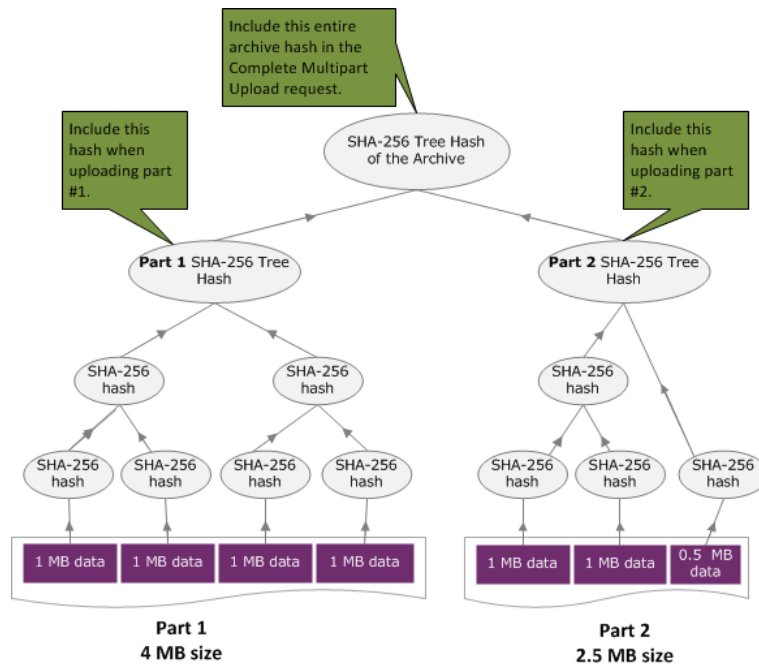 Include this entire
archive hash in the
Complete Multipart
Upload request.
Include this
hash when
uploading part
#1.
Include this
hash when
uploading part
#2.
SHA-256 Tree Hash
of the Archive
Part 1 SHA-256 Tree
Hash
Part 2 SHA-256 Tree
Hash
SHA-256
hash
SHA-256
hash
SHA-256
hash
SHA-256
hash
SHA-256
hash
SHA-256
hash
SHA-256
hash
SHA-256
hash
SHA-256
hash
SHA-256
hash
1 MB data
1 MB data
1 MB data
1 MB data
1 MB data
1 MB data
0.5 MB
data
Part 1
4 MB size
Part 2
2.5 MB size